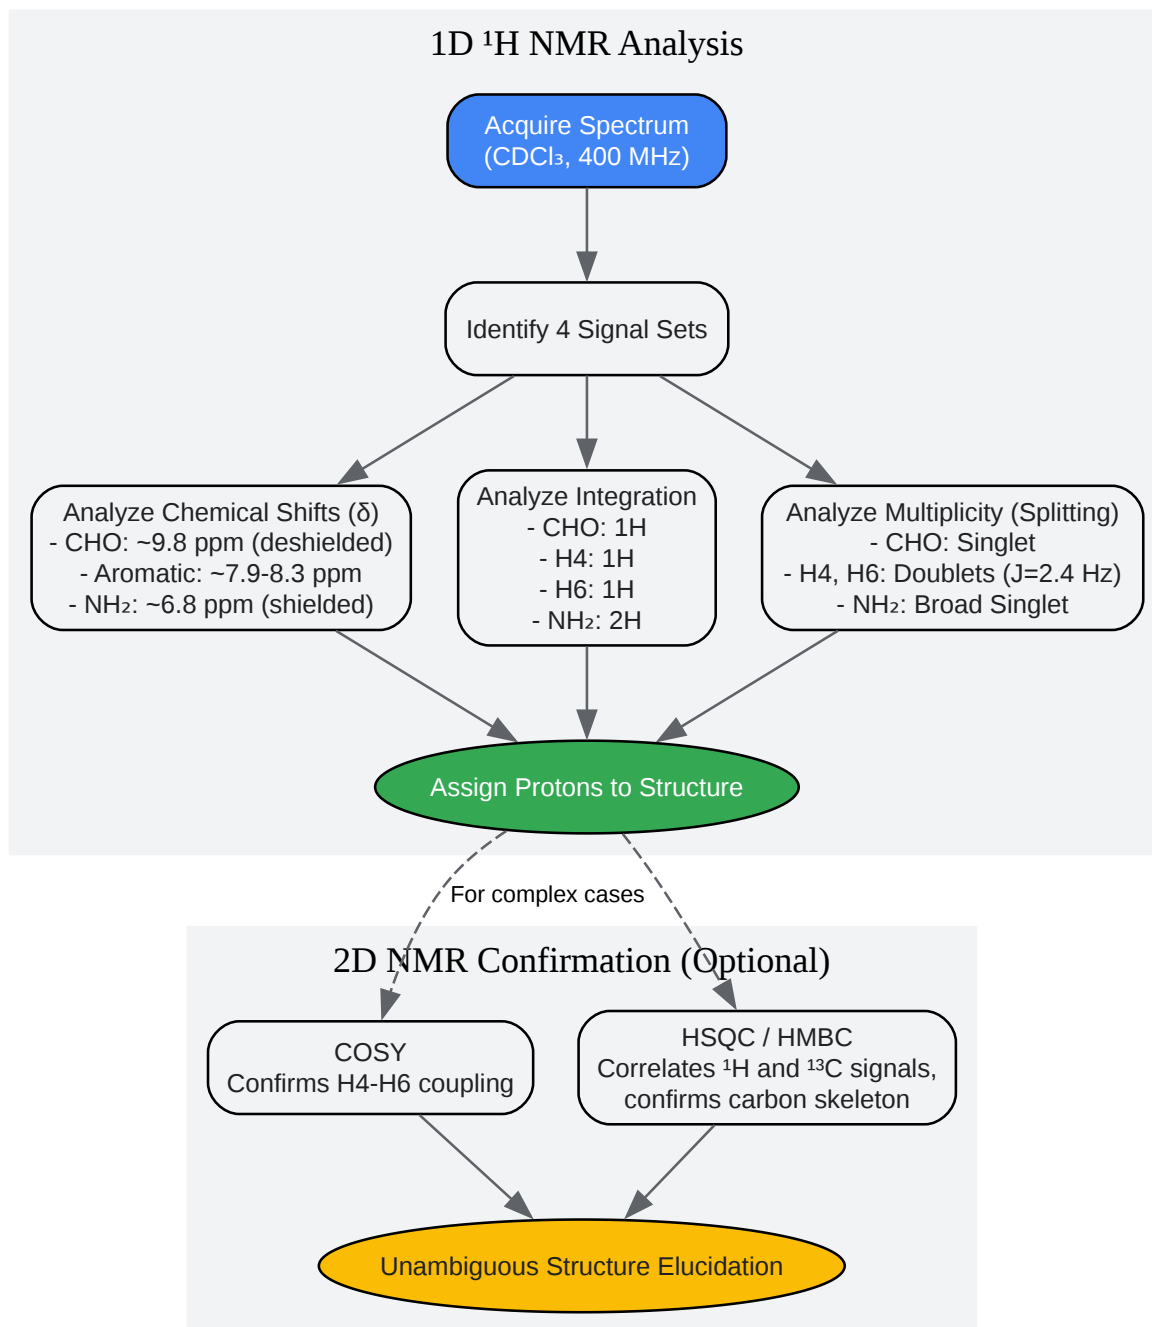 1D ¹H NMR Analysis
Acquire Spectrum
(CDCl₃, 400 MHz)
Identify 4 Signal Sets
Analyze Chemical Shifts (δ)
- CHO: ~9.8 ppm (deshielded)
- Aromatic: ~7.9-8.3 ppm
- NH₂: ~6.8 ppm (shielded)
Analyze Integration
- CHO: 1H
- H4: 1H
- H6: 1H
- NH₂: 2H
Analyze Multiplicity (Splitting)
- CHO: Singlet
- H4, H6: Doublets (J=2.4 Hz)
- NH₂: Broad Singlet
Assign Protons to Structure
For complex cases
2D NMR Confirmation (Optional)
COSY
Confirms H4-H6 coupling
HSQC / HMBC
Correlates ¹H and ¹³C signals,
confirms carbon skeleton
Unambiguous Structure Elucidation